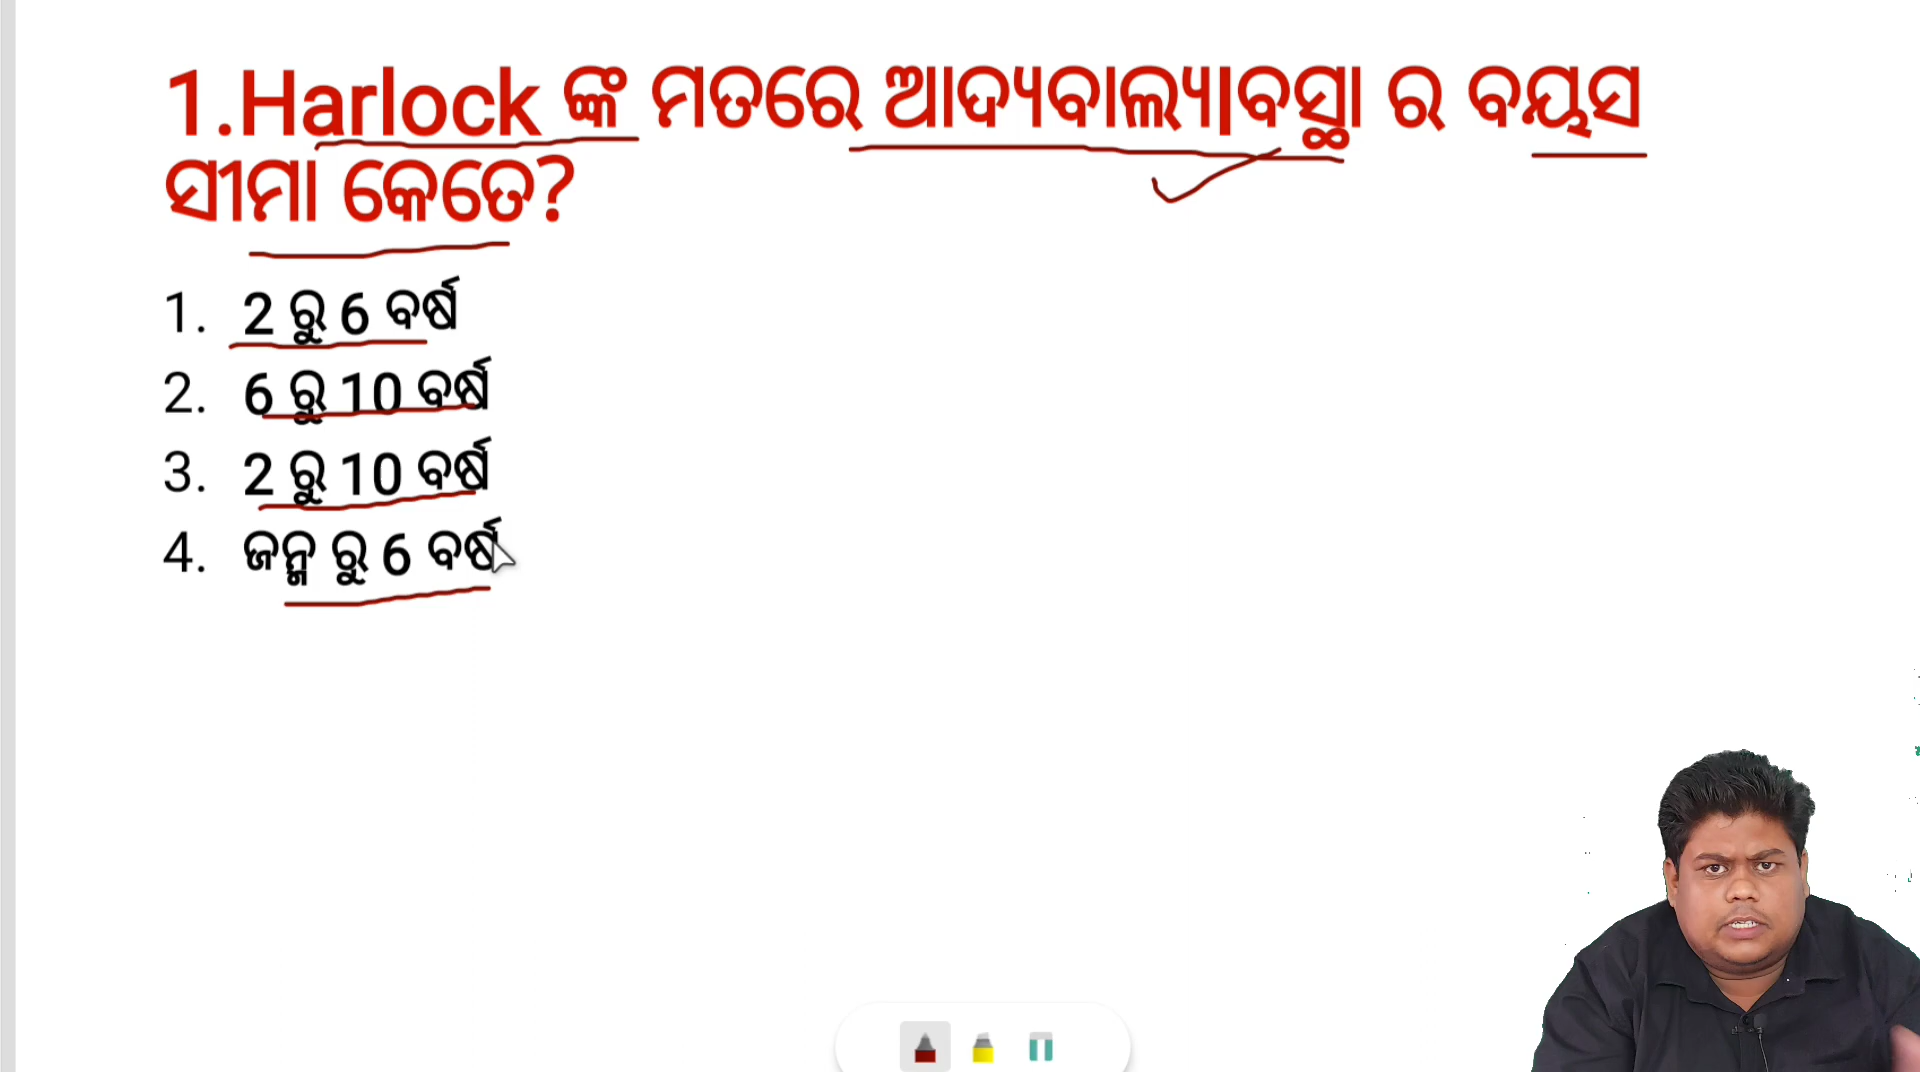 1.Harlock ଙ୍କ ମତରେ ଆଦ୍ୟବାଲ୍ୟାବସ୍ଥା ର ବୟସ
ସୀମା କେତେ?
1. 2 ରୁ 6 ବର୍ଷ
2. 6 ରୁ 10 ବର୍ଷ
3. 2 ରୁ 10 ବର୍ଷ
4. ଜନ୍ମ ରୁ 6 ବର୍ଷ